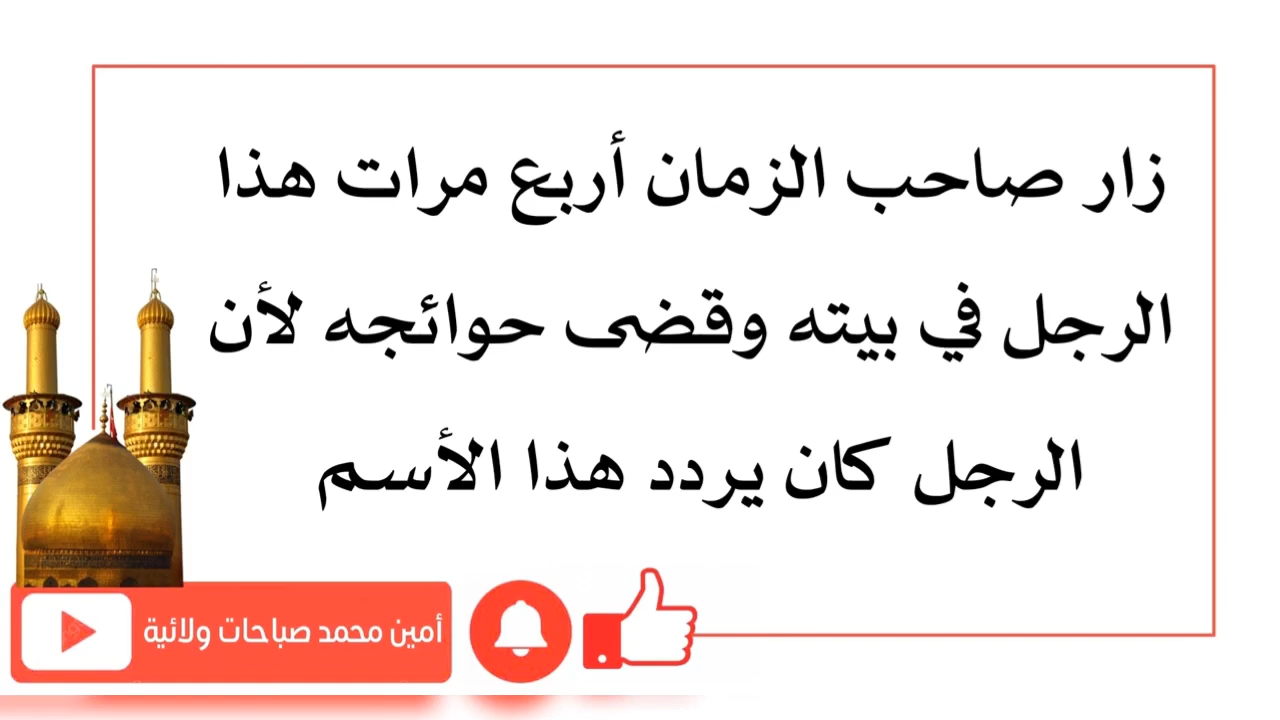 زار صاحب الزمان أربع مرات هذا
الرجل في بيته وقضى حوائجه لأن
الرجل كان يردد هذا الأسم
أمين محمد صباحات ولائية